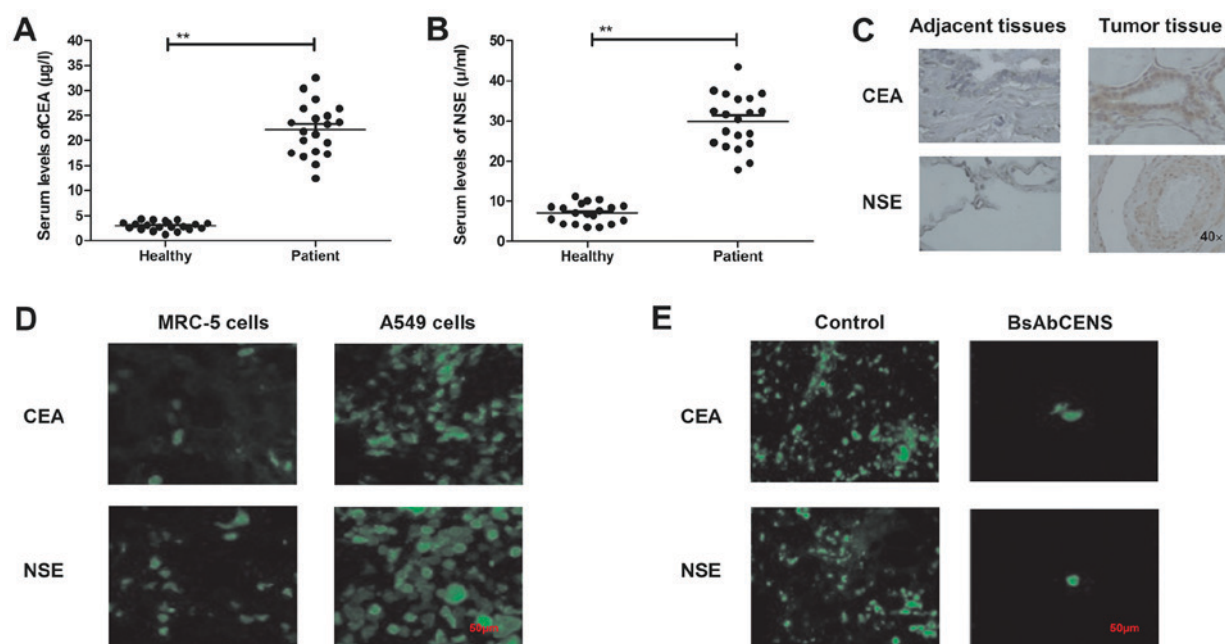 A
Serum levels ofCEA (µg/l)
40
35
30
25
20
15
10
5
0
**
Healthy
Patient
B
Serum levels of NSE (µ/ml)
50
40
30
20
10
0
**
Healthy
Patient
C
Adjacent tissues
Tumor tissue
CEA
NSE
40×
D
MRC-5 cells
A549 cells
CEA
NSE
50µm
E
Control
BsAbCENS
CEA
NSE
50µm